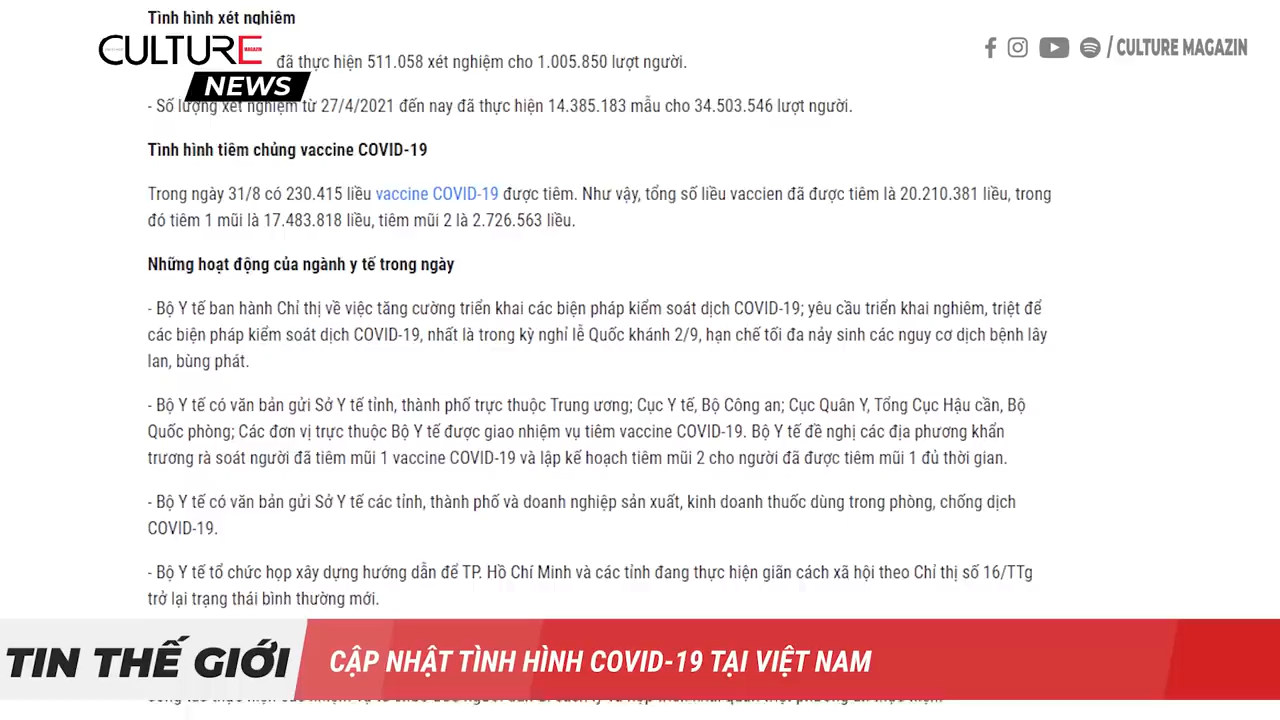 Tình hình xét nghiệm
CULTURE
MAGAZIN
NEWS
/ CULTURE MAGAZIN
đã thực hiện 511.058 xét nghiệm cho 1.005.850 lượt người.
- Số lượng xét nghiệm từ 27/4/2021 đến nay đã thực hiện 14.385.183 mẫu cho 34.503.546 lượt người.
Tình hình tiêm chủng vaccine COVID-19
Trong ngày 31/8 có 230.415 liều vaccine COVID-19 được tiêm. Như vậy, tổng số liều vaccien đã được tiêm là 20.210.381 liều, trong
đó tiêm 1 mũi là 17.483.818 liều, tiêm mũi 2 là 2.726.563 liều.
Những hoạt động của ngành y tế trong ngày
- Bộ Y tế ban hành Chỉ thị về việc tăng cường triển khai các biện pháp kiểm soát dịch COVID-19; yêu cầu triển khai nghiêm, triệt để
các biện pháp kiểm soát dịch COVID-19, nhất là trong kỳ nghỉ lễ Quốc khánh 2/9, hạn chế tối đa nảy sinh các nguy cơ dịch bệnh lây
lan, bùng phát.
- Bộ Y tế có văn bản gửi Sở Y tế tỉnh, thành phố trực thuộc Trung ương; Cục Y tế, Bộ Công an; Cục Quân Y, Tổng Cục Hậu cần, Bộ
Quốc phòng; Các đơn vị trực thuộc Bộ Y tế được giao nhiệm vụ tiêm vaccine COVID-19. Bộ Y tế đề nghị các địa phương khẩn
trương rà soát người đã tiêm mũi 1 vaccine COVID-19 và lập kế hoạch tiêm mũi 2 cho người đã được tiêm mũi 1 đủ thời gian.
- Bộ Y tế có văn bản gửi Sở Y tế các tỉnh, thành phố và doanh nghiệp sản xuất, kinh doanh thuốc dùng trong phòng, chống dịch
COVID-19.
- Bộ Y tế tổ chức họp xây dựng hướng dẫn để TP. Hồ Chí Minh và các tỉnh đang thực hiện giãn cách xã hội theo Chỉ thị số 16/TTg
trở lại trạng thái bình thường mới.
TIN THẾ GIỚI
CẬP NHẬT TÌNH HÌNH COVID-19 TẠI VIỆT NAM